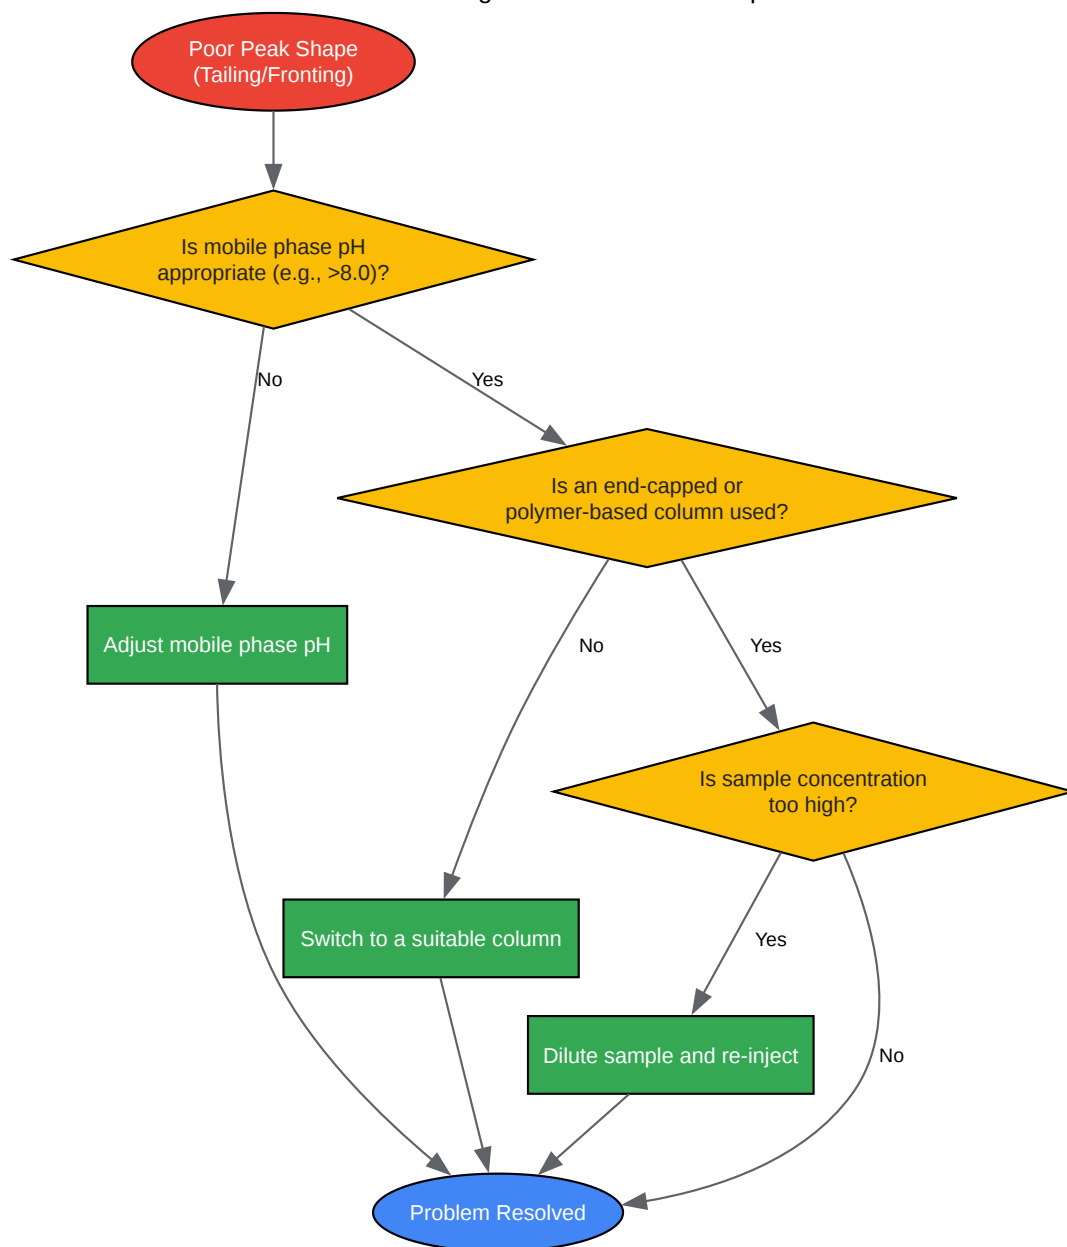 Poor Peak Shape
(Tailing/Fronting)
Is mobile phase pH
appropriate (e.g., >8.0)?
No
Yes
Is an end-capped or
polymer-based column used?
Adjust mobile phase pH
No
Yes
Is sample concentration
too high?
Switch to a suitable column
Yes
Dilute sample and re-inject
No
Problem Resolved